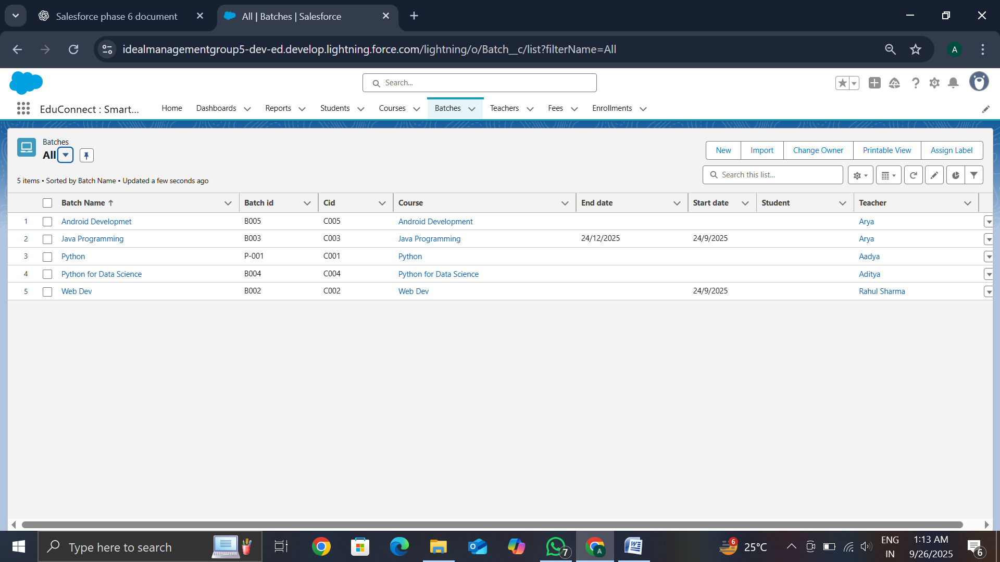 Salesforce phase 6 document
All | Batches | Salesforce
idealmanagementgroup5-dev-ed.develop.lightning.force.com/lightning/o/Batch__c/list?filterName=All
A
Search...
EduConnect : Smart...
Home Dashboards Reports Students Courses Batches Teachers Fees Enrollments
Batches
All
New Import Change Owner Printable View Assign Label
5 items • Sorted by Batch Name • Updated a few seconds ago
Search this list...
Batch Name Batch id Cid Course End date Start date Student Teacher
1 Android Developmet B005 C005 Android Development Arya
2 Java Programming B003 C003 Java Programming 24/12/2025 24/9/2025 Arya
3 Python P-001 C001 Python Aadya
4 Python for Data Science B004 C004 Python for Data Science Aditya
5 Web Dev B002 C002 Web Dev 24/9/2025 Rahul Sharma
Type here to search
7
A
6
25°C
ENG
IN
1:13 AM
9/26/2025
6